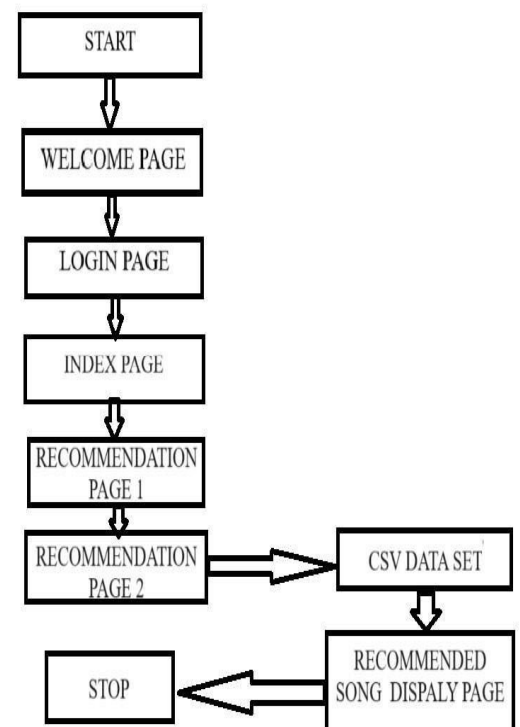 START
WELCOME PAGE
LOGIN PAGE
INDEX PAGE
RECOMMENDATION
PAGE 1
RECOMMENDATION
PAGE 2
CSV DATA SET
RECOMMENDED
SONG DISPALY PAGE
STOP